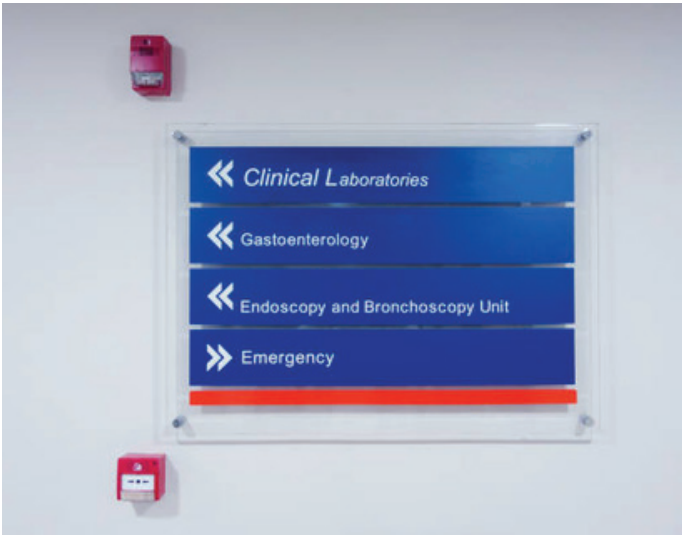 Clinical Laboratories
Gastoenterology
Endoscopy and Bronchoscopy Unit
Emergency